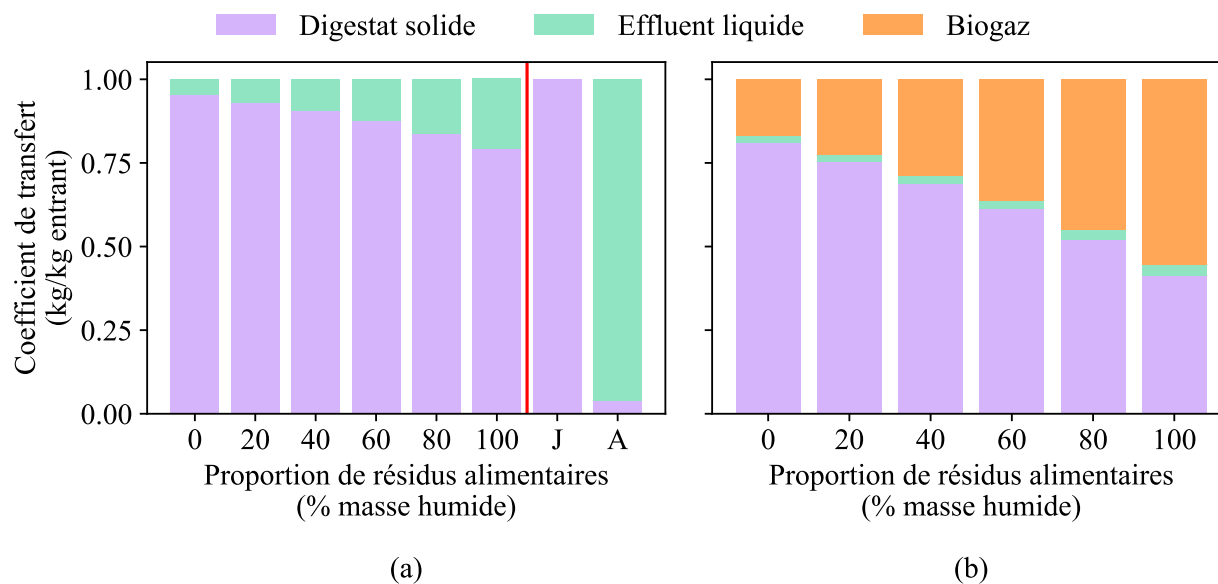 Digestat solide Effluent liquide Biogaz
Coefficient de transfert
(kg/kg entrant)
1.00
0.75
0.50
0.25
0.00
0 20 40 60 80 100 J A
Proportion de résidus alimentaires
(% masse humide)
(a)
0 20 40 60 80 100
Proportion de résidus alimentaires
(% masse humide)
(b)